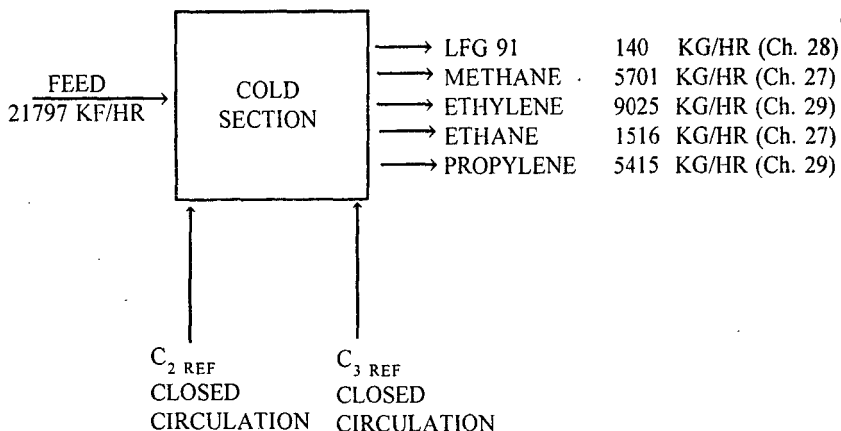 FEED
21797 KF/HR
COLD
SECTION
LFG 91 140 KG/HR (Ch. 28)
METHANE 5701 KG/HR (Ch. 27)
ETHYLENE 9025 KG/HR (Ch. 29)
ETHANE 1516 KG/HR (Ch. 27)
PROPYLENE 5415 KG/HR (Ch. 29)
C2 REF
CLOSED
CIRCULATION
C3 REF
CLOSED
CIRCULATION